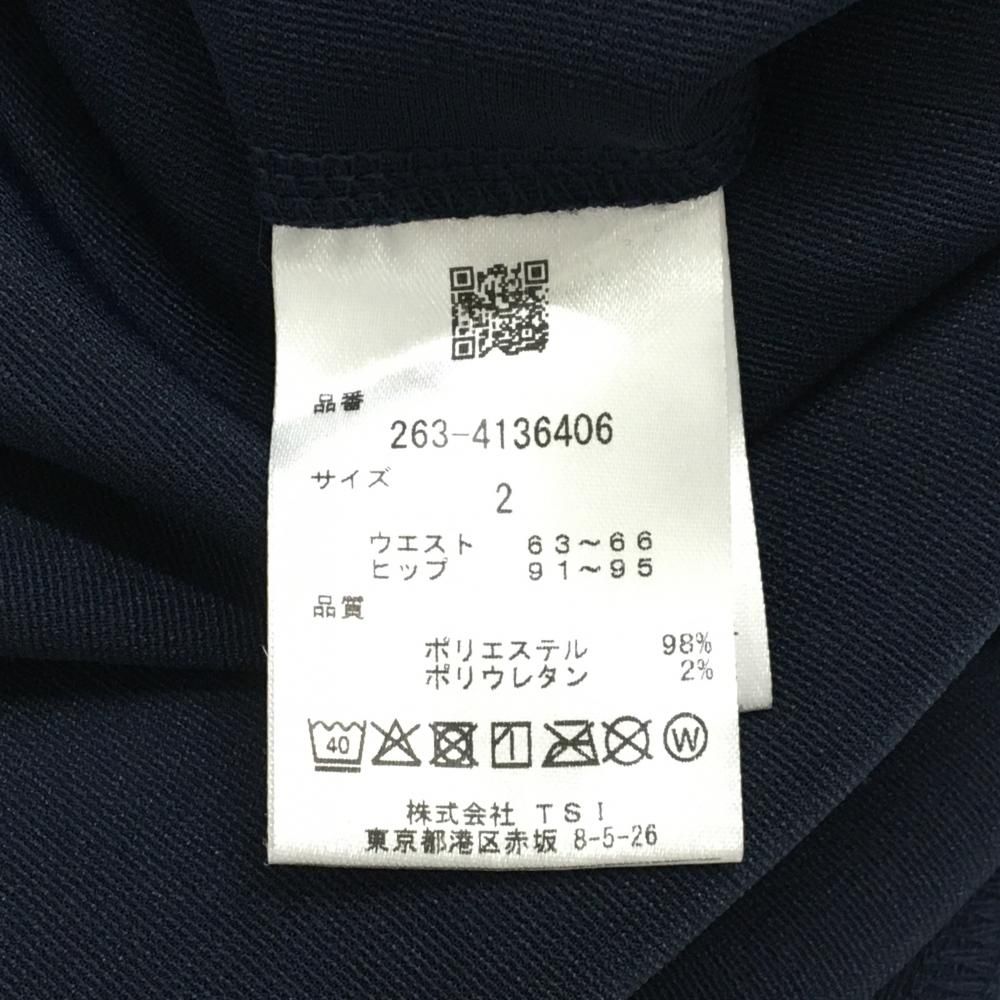 品番
263-4136406
サイズ
2
ウエスト 63～66
ヒップ 91～95
品質
ポリエステル 98%
ポリウレタン 2%
40 W
株式会社 TSI
東京都港区赤坂 8-5-26